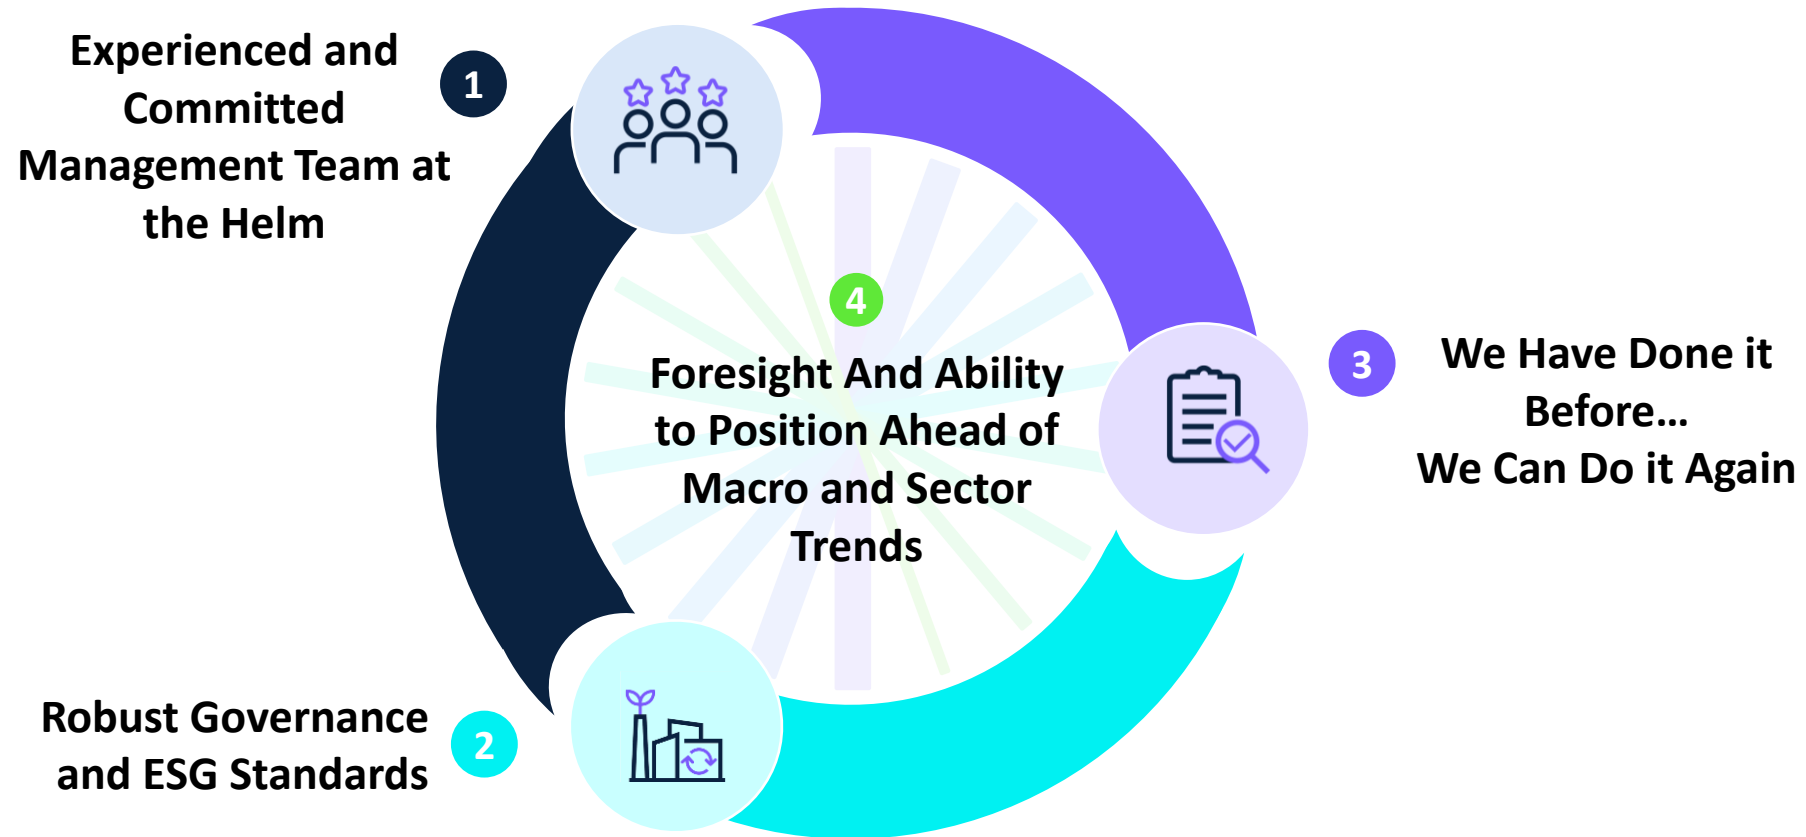 1
Experienced and
Committed
Management Team at
the Helm
2
Robust Governance
and ESG Standards
3
We Have Done it
Before...
We Can Do it Again
4
Foresight And Ability
to Position Ahead of
Macro and Sector
Trends